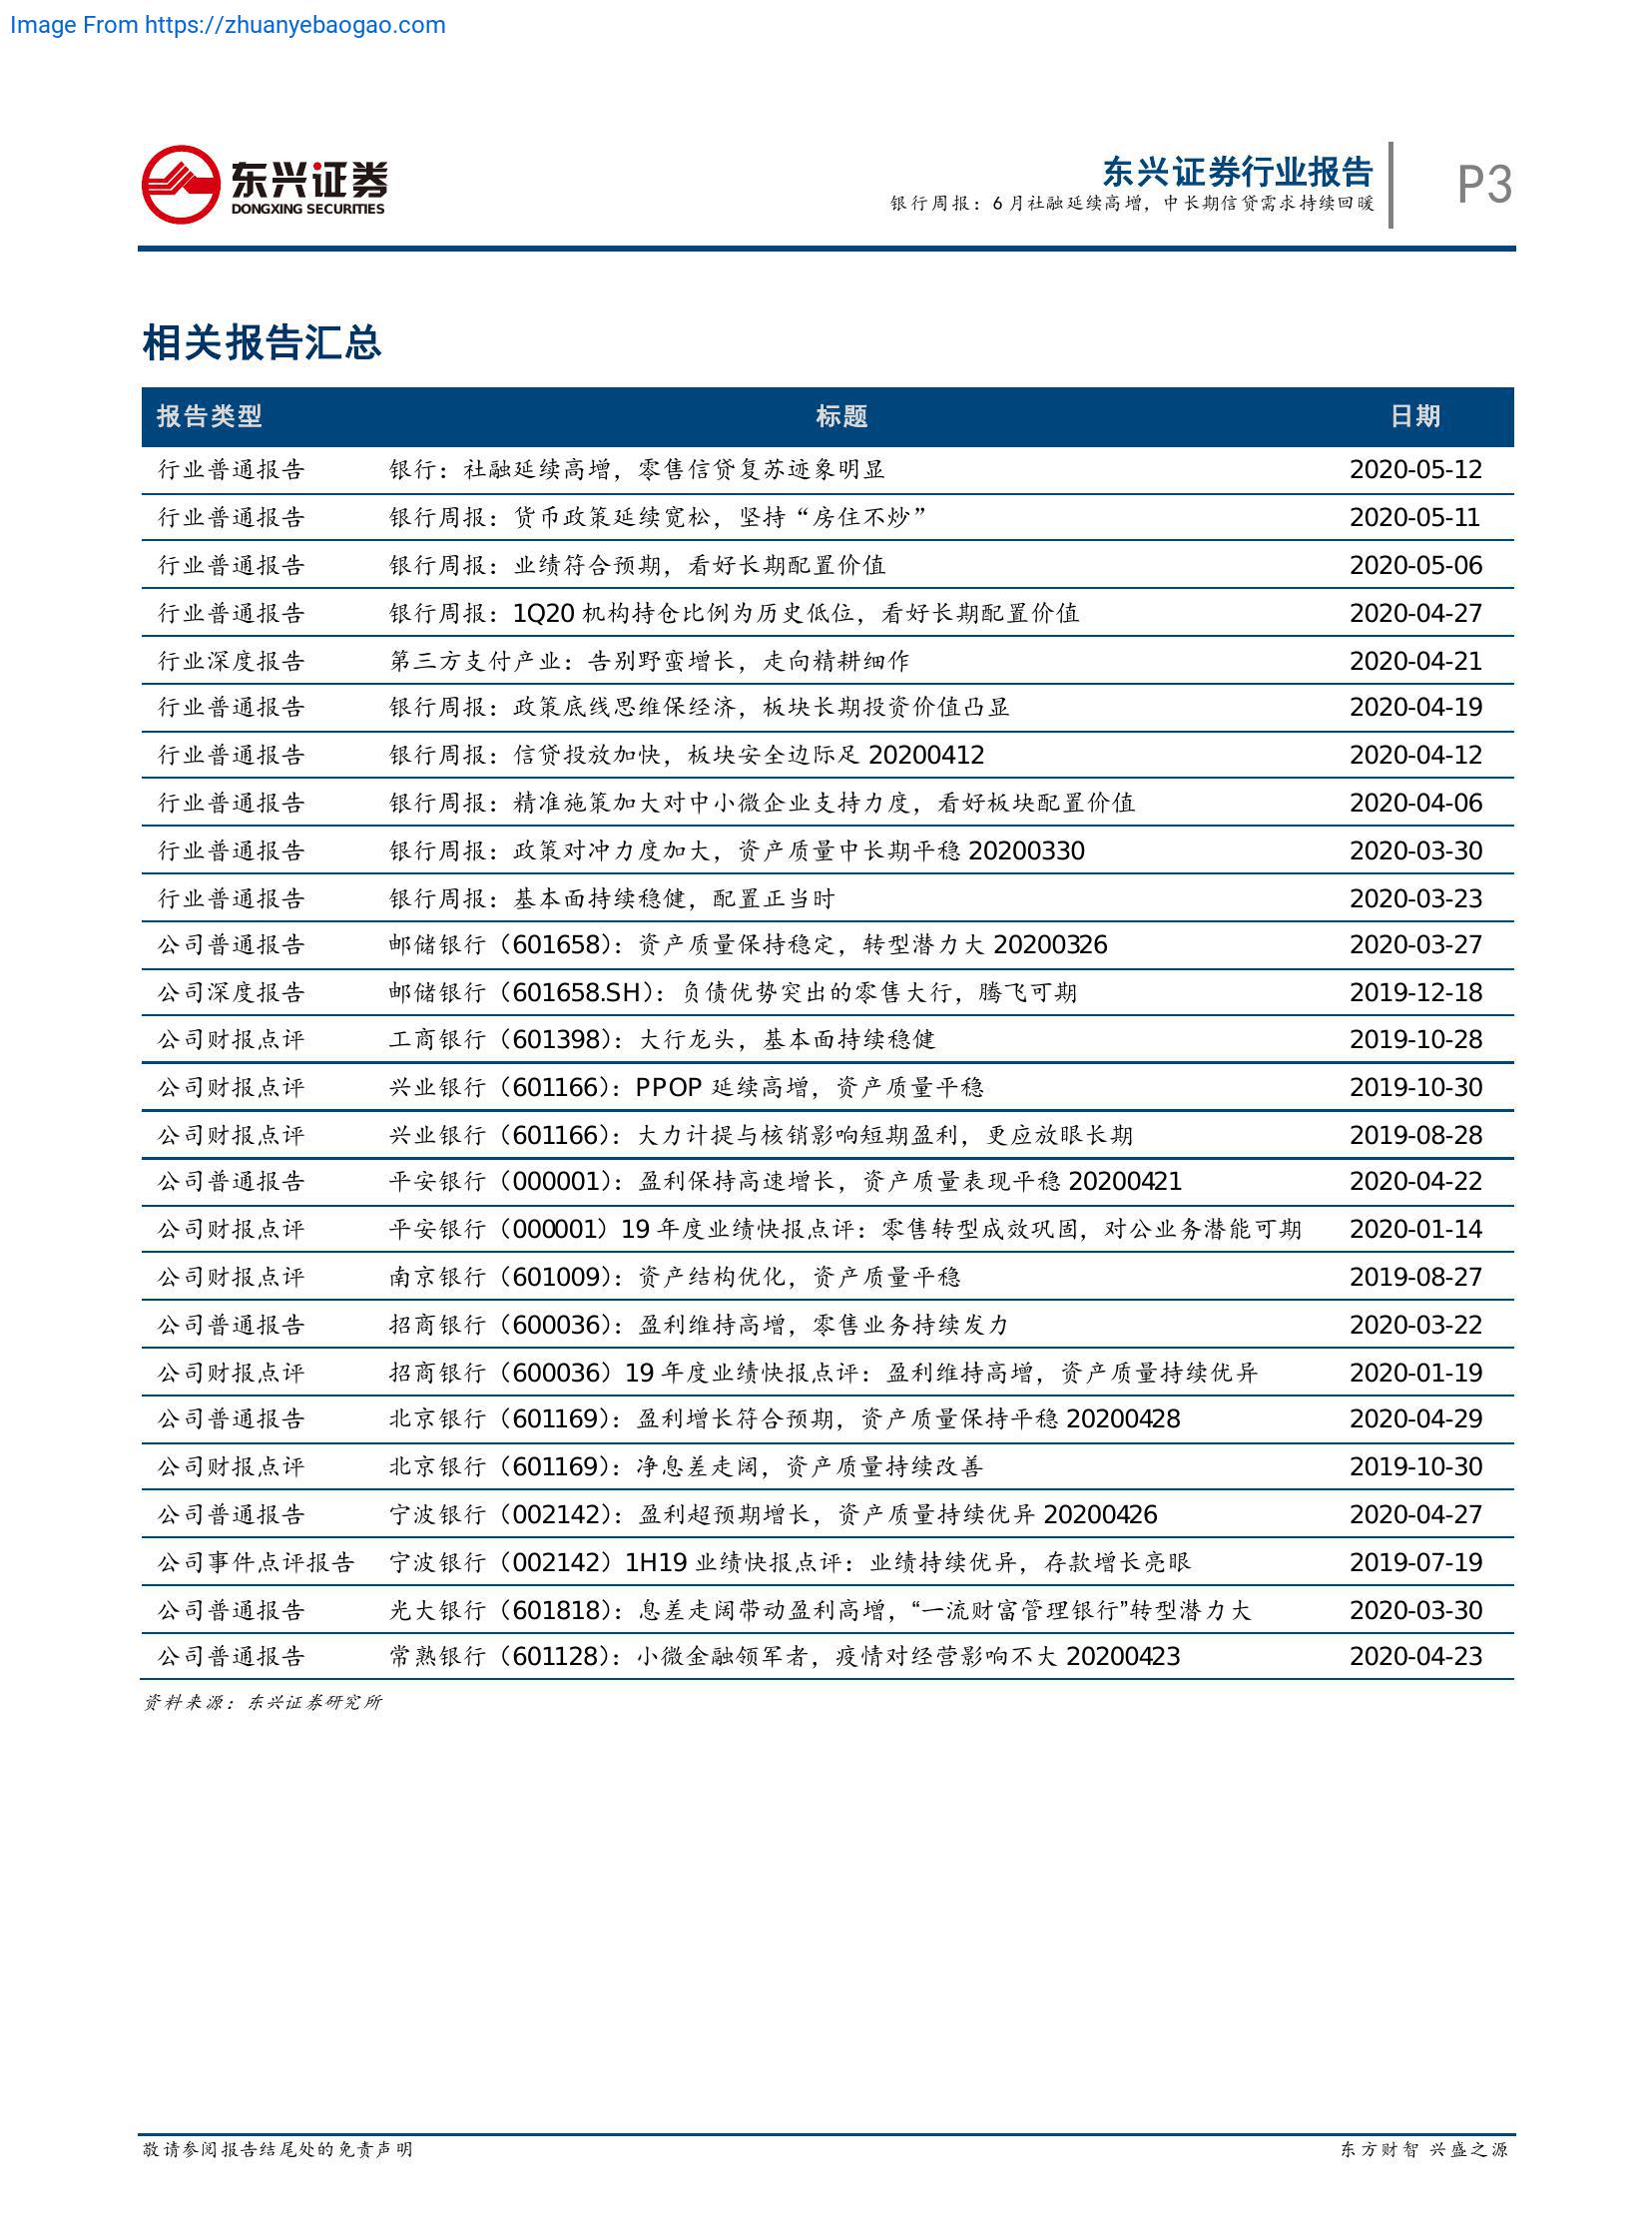 Image From https://zhuanyebaogao.com
东兴证券
DONGXING SECURITIES
东兴证券行业报告
银行周报：6 月社融延续高增，中长期信贷需求持续回暖
P3
相关报告汇总
报告类型 标题 日期
行业普通报告 银行：社融延续高增，零售信贷复苏迹象明显 2020-05-12
行业普通报告 银行周报：货币政策延续宽松，坚持“房住不炒” 2020-05-11
行业普通报告 银行周报：业绩符合预期，看好长期配置价值 2020-05-06
行业普通报告 银行周报：1Q20 机构持仓比例为历史低位，看好长期配置价值 2020-04-27
行业深度报告 第三方支付产业：告别野蛮增长，走向精耕细作 2020-04-21
行业普通报告 银行周报：政策底线思维保经济，板块长期投资价值凸显 2020-04-19
行业普通报告 银行周报：信贷投放加快，板块安全边际足 20200412 2020-04-12
行业普通报告 银行周报：精准施策加大对中小微企业支持力度，看好板块配置价值 2020-04-06
行业普通报告 银行周报：政策对冲力度加大，资产质量中长期平稳 20200330 2020-03-30
行业普通报告 银行周报：基本面持续稳健，配置正当时 2020-03-23
公司普通报告 邮储银行（601658）：资产质量保持稳定，转型潜力大 20200326 2020-03-27
公司深度报告 邮储银行（601658.SH）：负债优势突出的零售大行，腾飞可期 2019-12-18
公司财报点评 工商银行（601398）：大行龙头，基本面持续稳健 2019-10-28
公司财报点评 兴业银行（601166）：PPOP 延续高增，资产质量平稳 2019-10-30
公司财报点评 兴业银行（601166）：大力计提与核销影响短期盈利，更应放眼长期 2019-08-28
公司普通报告 平安银行（000001）：盈利保持高速增长，资产质量表现平稳 20200421 2020-04-22
公司财报点评 平安银行（000001）19 年度业绩快报点评：零售转型成效巩固，对公业务潜能可期 2020-01-14
公司财报点评 南京银行（601009）：资产结构优化，资产质量平稳 2019-08-27
公司普通报告 招商银行（600036）：盈利维持高增，零售业务持续发力 2020-03-22
公司财报点评 招商银行（600036）19 年度业绩快报点评：盈利维持高增，资产质量持续优异 2020-01-19
公司普通报告 北京银行（601169）：盈利增长符合预期，资产质量保持平稳 20200428 2020-04-29
公司财报点评 北京银行（601169）：净息差走阔，资产质量持续改善 2019-10-30
公司普通报告 宁波银行（002142）：盈利超预期增长，资产质量持续优异 20200426 2020-04-27
公司事件点评报告 宁波银行（002142）1H19 业绩快报点评：业绩持续优异，存款增长亮眼 2019-07-19
公司普通报告 光大银行（601818）：息差走阔带动盈利高增，“一流财富管理银行”转型潜力大 2020-03-30
公司普通报告 常熟银行（601128）：小微金融领军者，疫情对经营影响不大 20200423 2020-04-23
资料来源：东兴证券研究所
敬请参阅报告结尾处的免责声明 东方财智 兴盛之源